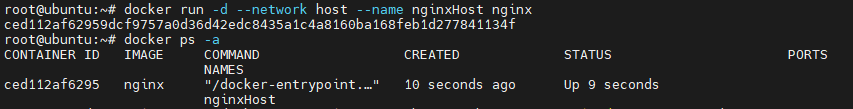 root@ubuntu:~# docker run -d --network host --name nginxHost nginx
ced112af62959dcf9757a0d36d42edc8435a1c4a8160ba168feb1d277841134f
root@ubuntu:~# docker ps -a
CONTAINER ID   IMAGE     COMMAND                  CREATED          STATUS                   PORTS
                         NAMES
ced112af6295   nginx     "/docker-entrypoint.…"   10 seconds ago   Up 9 seconds
                         nginxHost